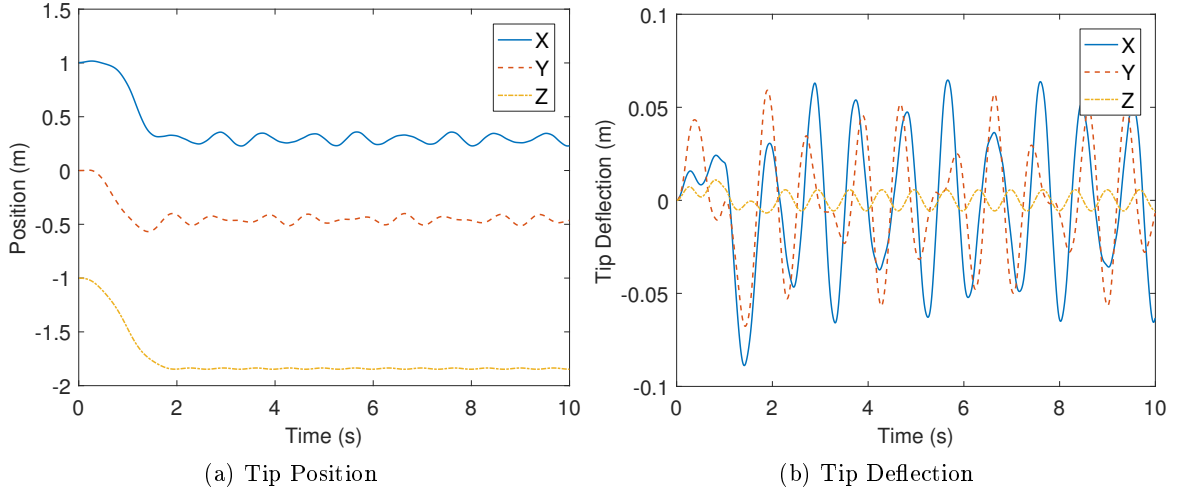 1.5
1
0.5
0
-0.5
-1
-1.5
-2
0
2
4
6
8
10
Position (m)
Time (s)
X
Y
Z
(a) Tip Position
0.1
0.05
0
-0.05
-0.1
0
2
4
6
8
10
Tip Deflection (m)
Time (s)
X
Y
Z
(b) Tip Deflection